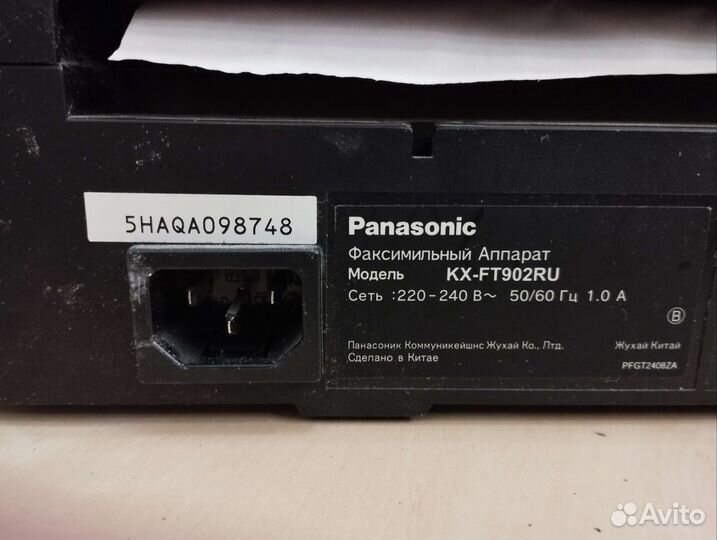 5HAQA098748
Panasonic
Факсимильный Аппарат
Модель KX-FT902RU
Сеть :220-240 В~ 50/60 Гц 1.0 А
B
Панасоник Коммуникейшнс Жухай Ко., Лтд. Жухай Китай
Сделано в Китае
PFGT2408ZA
Avito